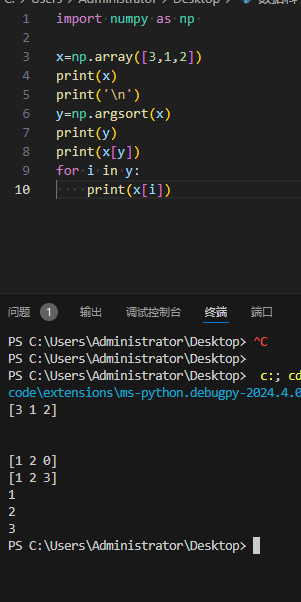 C: > Users > Administrator > Desktop >
1 import numpy as np
2
3 x=np.array([3,1,2])
4 print(x)
5 print('\n')
6 y=np.argsort(x)
7 print(y)
8 print(x[y])
9 for i in y:
10 ····print(x[i])
问题 1 输出 调试控制台 终端 端口
PS C:\Users\Administrator\Desktop> ^C
PS C:\Users\Administrator\Desktop>
PS C:\Users\Administrator\Desktop>  c:; cd
code\extensions\ms-python.debugpy-2024.4.0
[3 1 2]
[1 2 0]
[1 2 3]
1
2
3
PS C:\Users\Administrator\Desktop>